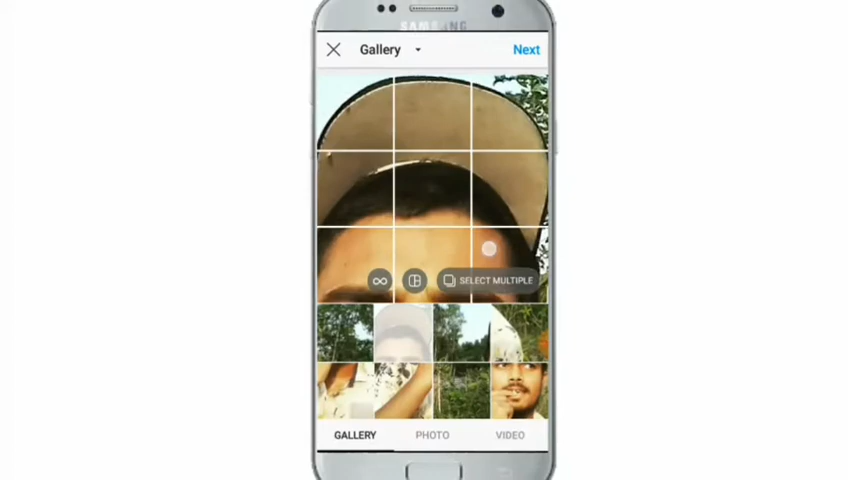 SAMSUNG
Gallery
Next
SELECT MULTIPLE
GALLERY PHOTO VIDEO